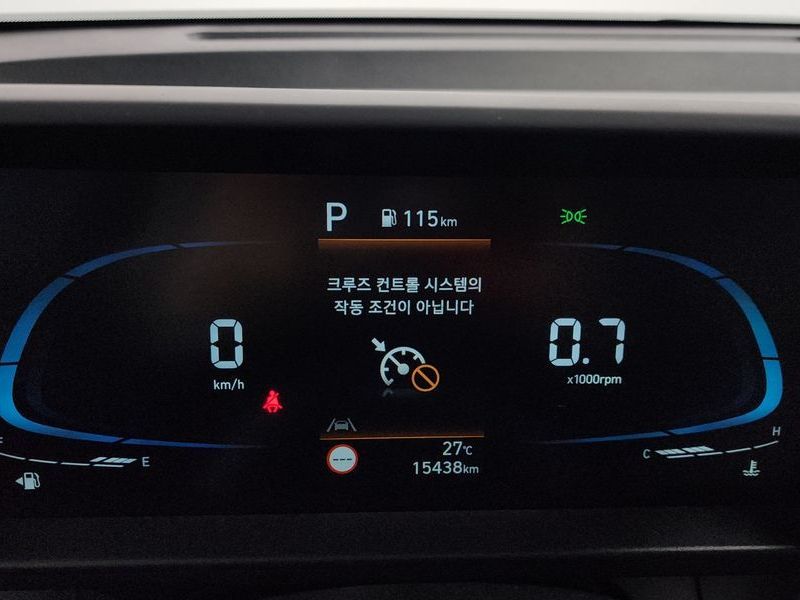 P 115km
크루즈 컨트롤 시스템의
작동 조건이 아닙니다
0
km/h
0.7
x1000rpm
---
27℃
15438km
F
E
C
H